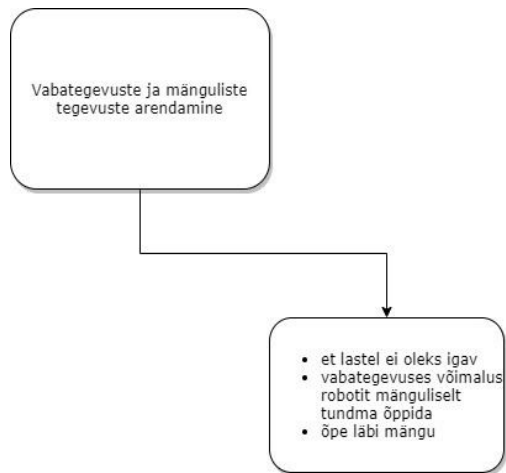 Vabategevuste ja mänguliste
tegevuste arendamine
• et lastel ei oleks igav
• vabategevuses võimalus
robotit mänguliselt
tundma õppida
• õpe läbi mängu